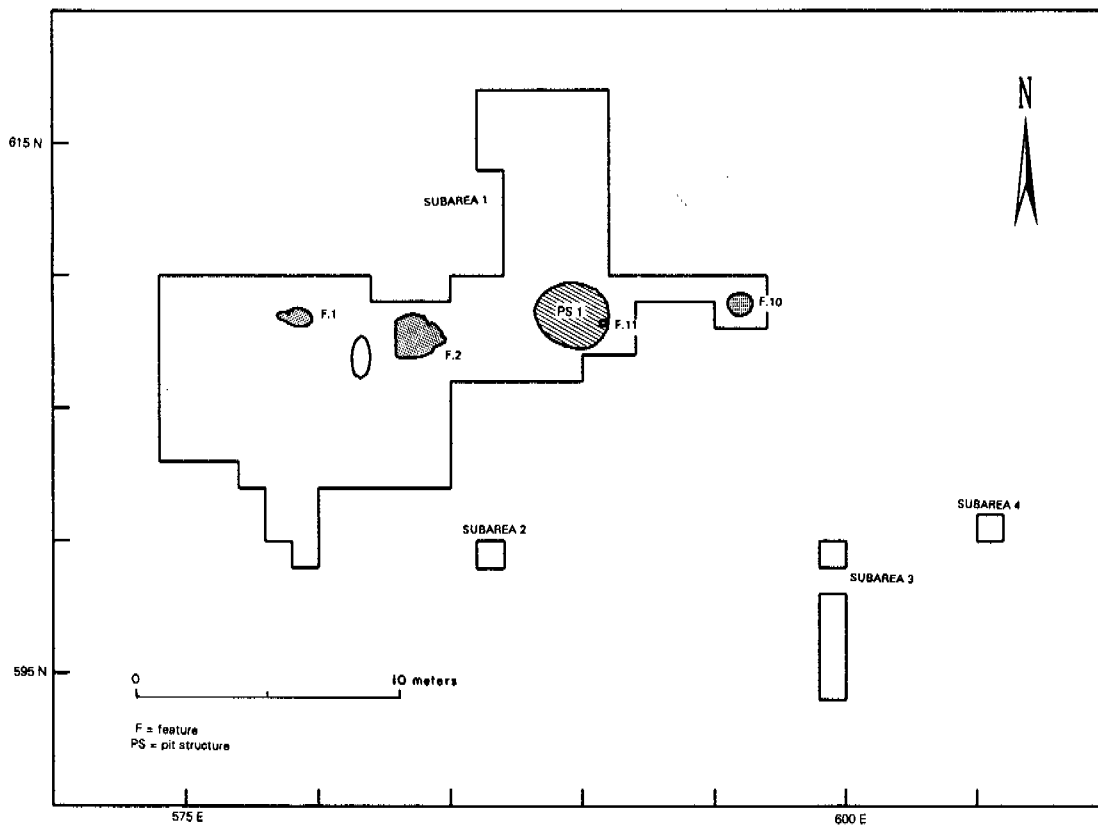 N
615 N
SUBAREA 1
F.1
F.2
PS 1
F.11
F.10
SUBAREA 2
SUBAREA 4
SUBAREA 3
595 N
0 10 meters
F = feature
PS = pit structure
575 E
600 E